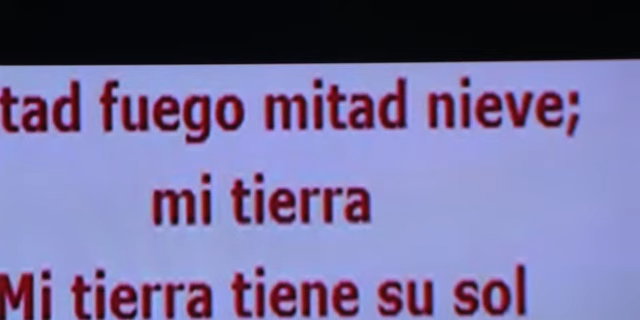 tad fuego mitad nieve;
mi tierra
Mi tierra tiene su sol